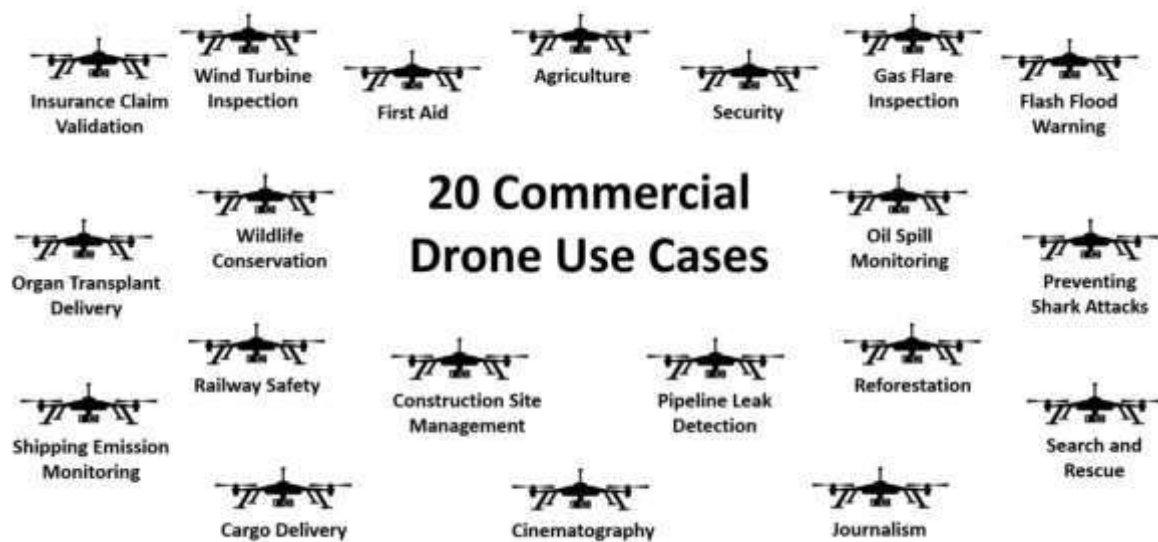 Insurance Claim
Validation
Wind Turbine
Inspection
First Aid
Agriculture
Security
Gas Flare
Inspection
Flash Flood
Warning
20 Commercial
Drone Use Cases
Organ Transplant
Delivery
Wildlife
Conservation
Oil Spill
Monitoring
Preventing
Shark Attacks
Railway Safety
Construction Site
Management
Pipeline Leak
Detection
Reforestation
Shipping Emission
Monitoring
Search and
Rescue
Cargo Delivery
Cinematography
Journalism